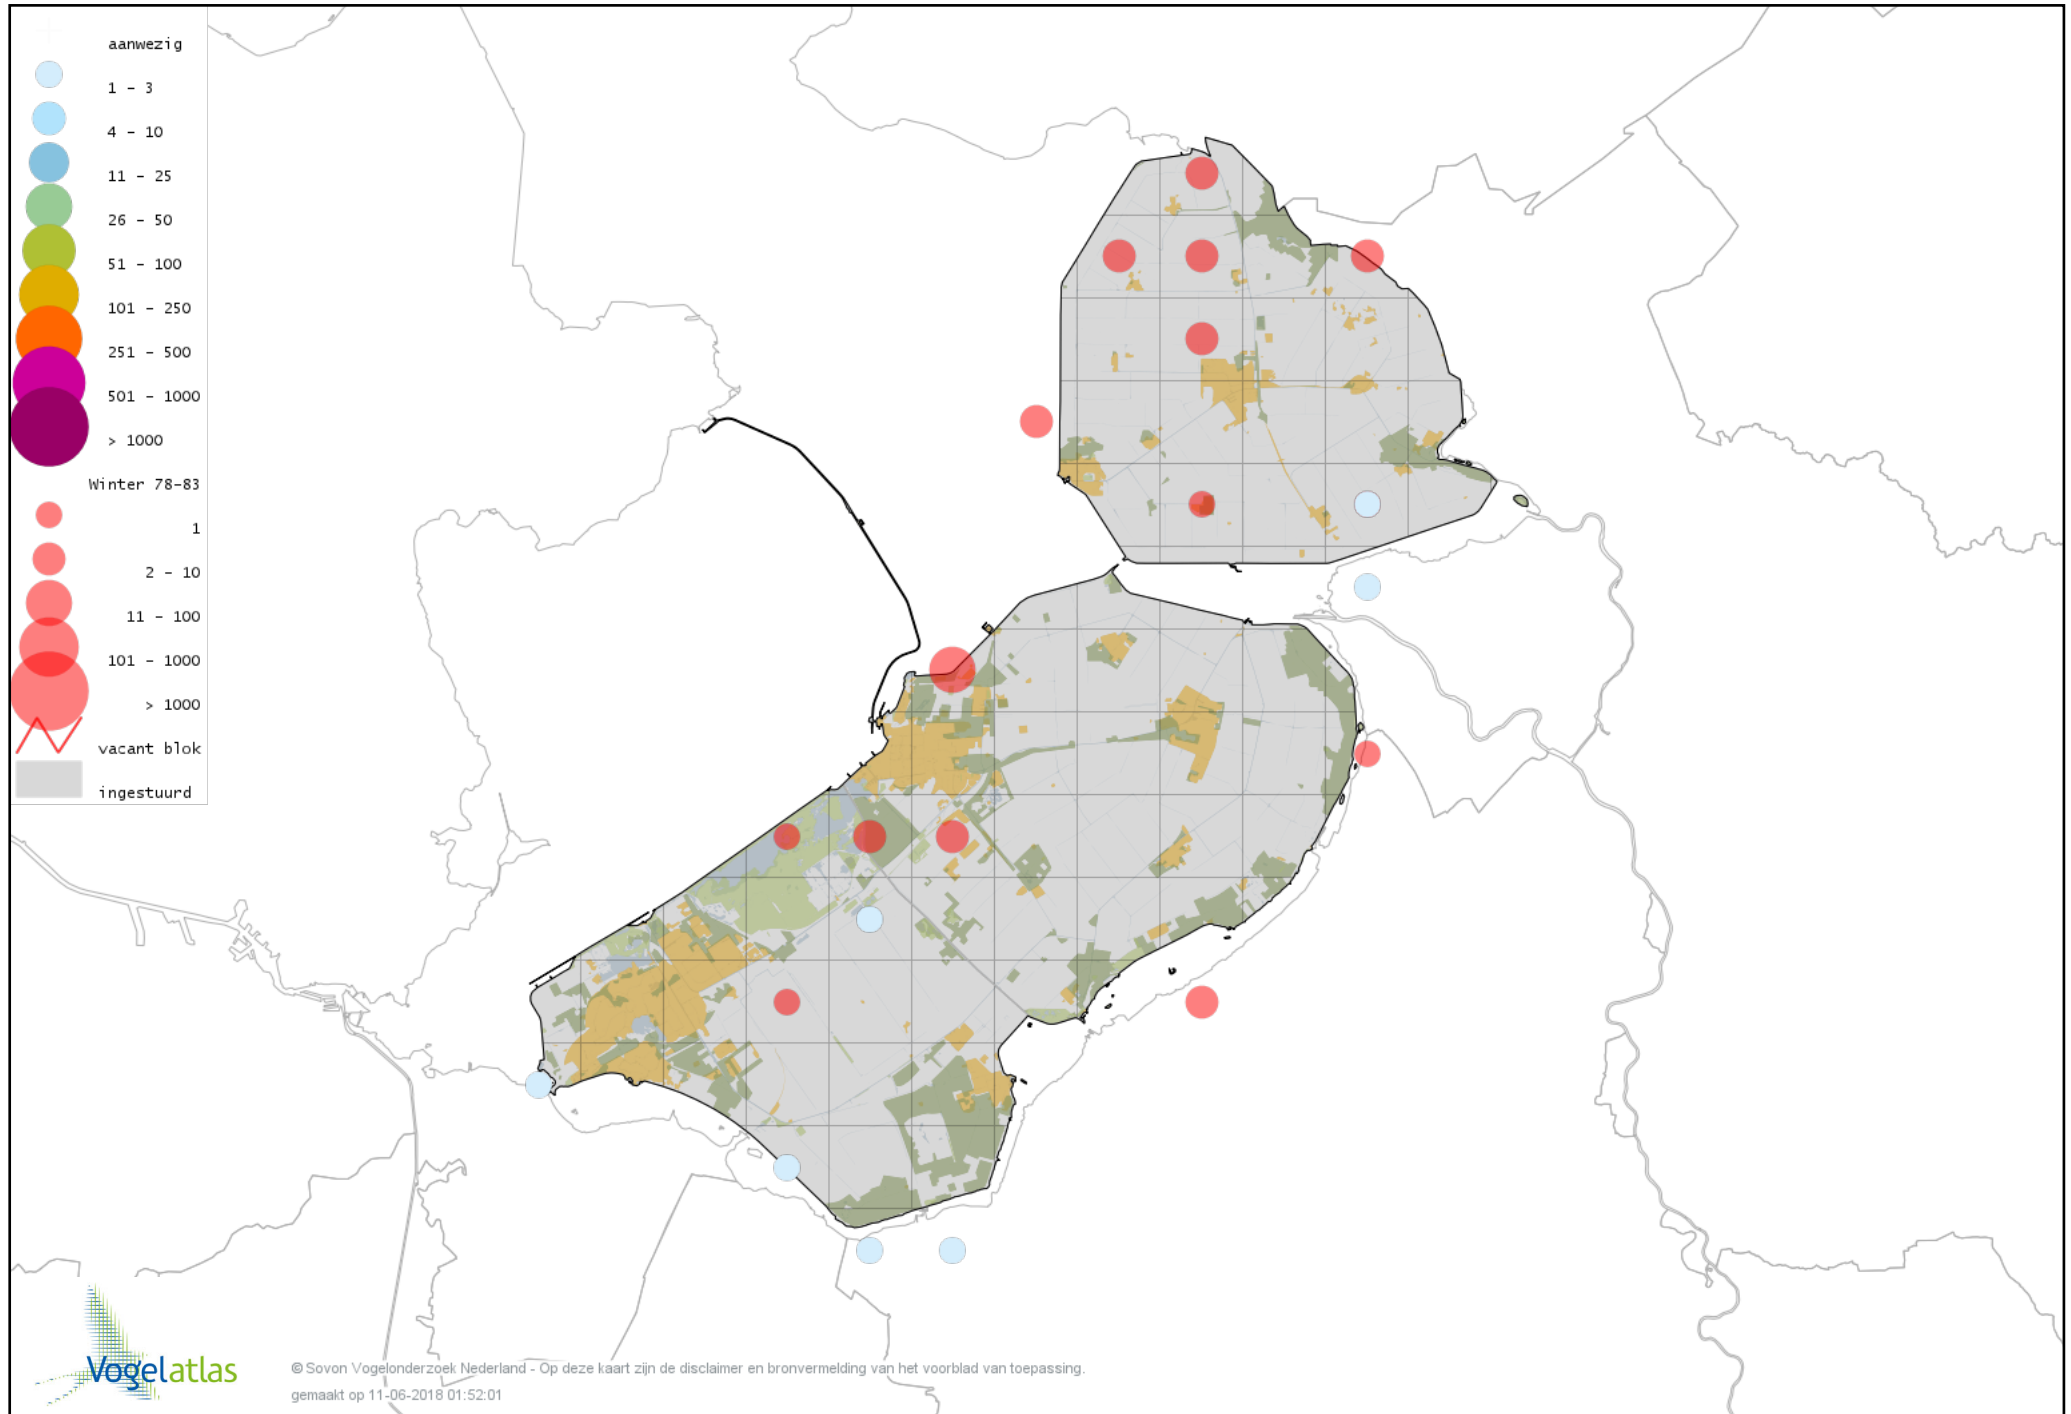 aanwezig
1 - 3
4 - 10
11 - 25
26 - 50
51 - 100
101 - 250
251 - 500
501 - 1000
> 1000
Winter 78-83
1
2 - 10
11 - 100
101 - 1000
> 1000
vacant blok
ingestuurd
Vogelatlas
© Sovon Vogelonderzoek Nederland - Op deze kaart zijn de disclaimer en bronvermelding van het voorblad van toepassing.
gemaakt op 11-06-2018 01:52:01